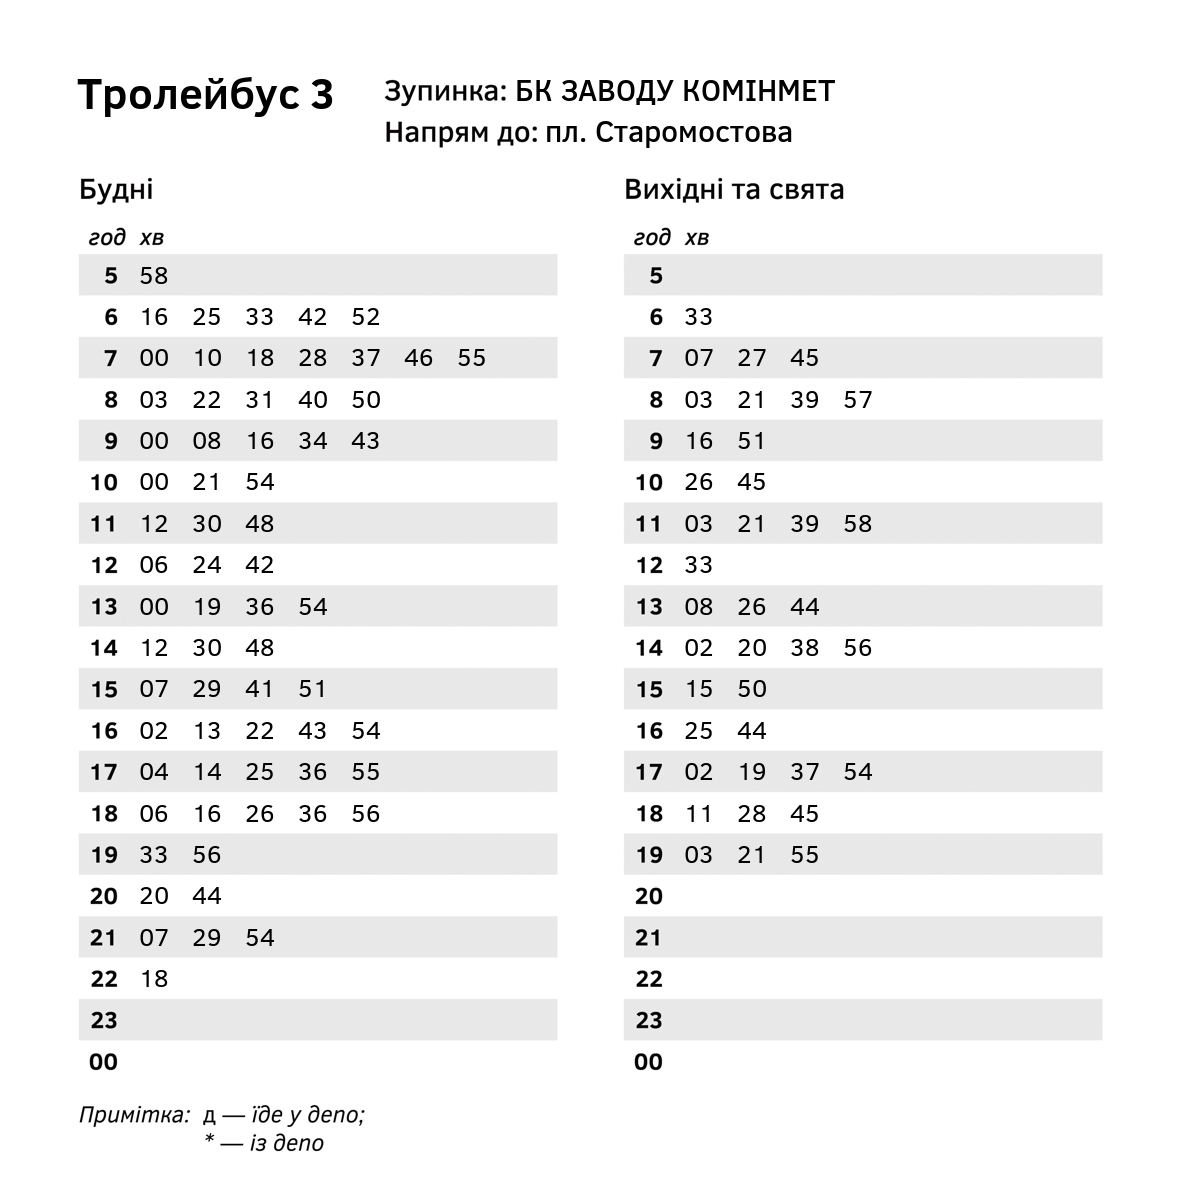 Тролейбус 3
Зупинка: БК ЗАВОДУ КОМІНМЕТ
Напрям до: пл. Старомостова
Будні
год хв
5 58
6 16 25 33 42 52
7 00 10 18 28 37 46 55
8 03 22 31 40 50
9 00 08 16 34 43
10 00 21 54
11 12 30 48
12 06 24 42
13 00 19 36 54
14 12 30 48
15 07 29 41 51
16 02 13 22 43 54
17 04 14 25 36 55
18 06 16 26 36 56
19 33 56
20 20 44
21 07 29 54
22 18
23
00
Вихідні та свята
год хв
5
6 33
7 07 27 45
8 03 21 39 57
9 16 51
10 26 45
11 03 21 39 58
12 33
13 08 26 44
14 02 20 38 56
15 15 50
16 25 44
17 02 19 37 54
18 11 28 45
19 03 21 55
20
21
22
23
00
Примітка: д — їде у депо;
* — із депо